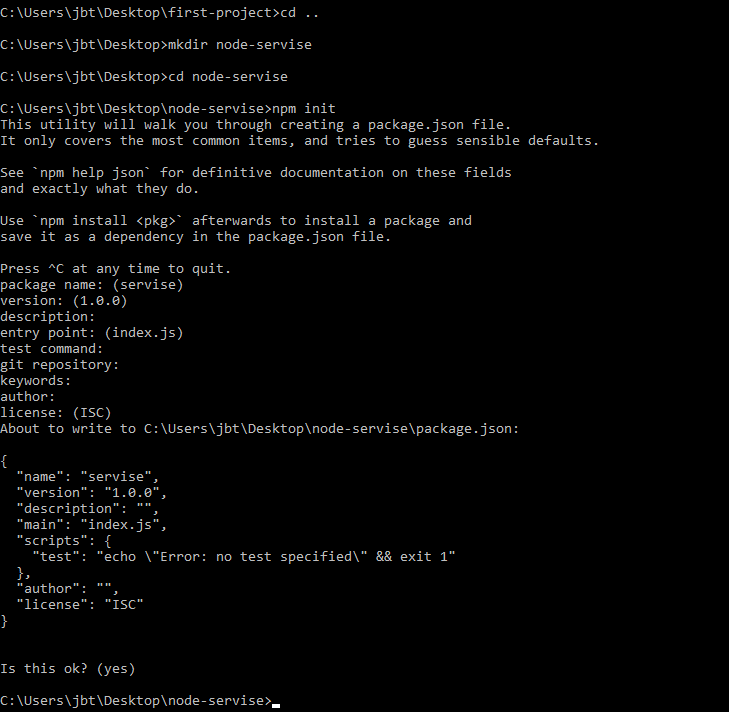 C:\Users\jbt\Desktop\first-project>cd ..
C:\Users\jbt\Desktop>mkdir node-servise
C:\Users\jbt\Desktop>cd node-servise
C:\Users\jbt\Desktop\node-servise>npm init
This utility will walk you through creating a package.json file.
It only covers the most common items, and tries to guess sensible defaults.
See `npm help json` for definitive documentation on these fields
and exactly what they do.
Use `npm install <pkg>` afterwards to install a package and
save it as a dependency in the package.json file.
Press ^C at any time to quit.
package name: (servise)
version: (1.0.0)
description:
entry point: (index.js)
test command:
git repository:
keywords:
author:
license: (ISC)
About to write to C:\Users\jbt\Desktop\node-servise\package.json:
{
  "name": "servise",
  "version": "1.0.0",
  "description": "",
  "main": "index.js",
  "scripts": {
    "test": "echo \"Error: no test specified\" && exit 1"
  },
  "author": "",
  "license": "ISC"
}
Is this ok? (yes)
C:\Users\jbt\Desktop\node-servise>